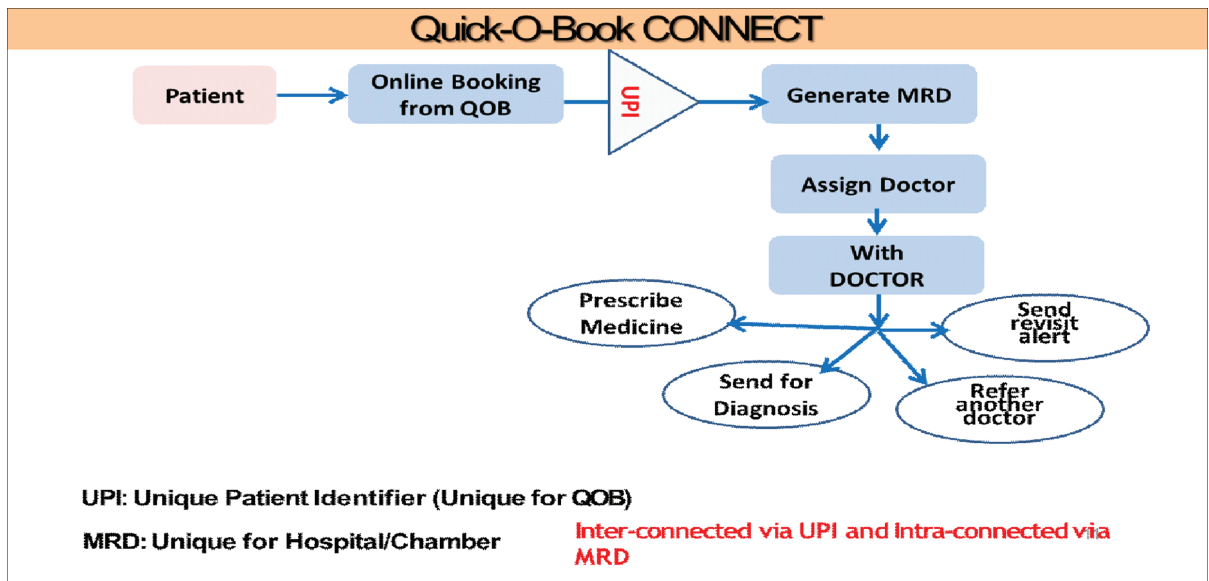 Quick-O-Book CONNECT
Patient
Online Booking
from QOB
UPI
Generate MRD
Assign Doctor
With
DOCTOR
Prescribe
Medicine
Send
revisit
alert
Send for
Diagnosis
Refer
another
doctor
UPI: Unique Patient Identifier (Unique for QOB)
MRD: Unique for Hospital/Chamber
Inter-connected via UPI and Intra-connected via
MRD